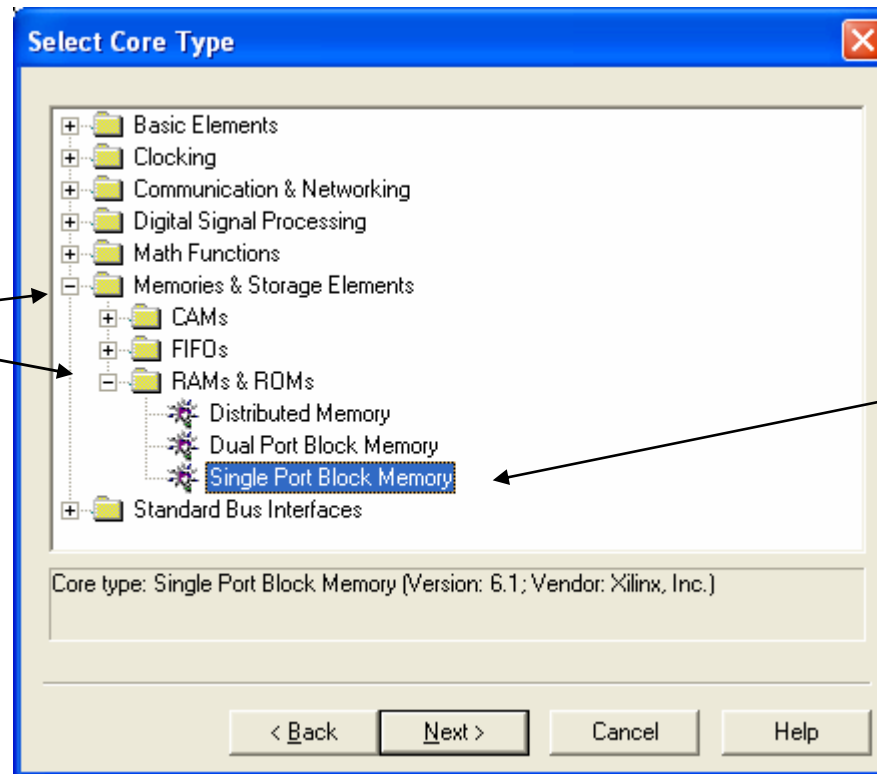 Select Core Type
Basic Elements
Clocking
Communication & Networking
Digital Signal Processing
Math Functions
Memories & Storage Elements
CAMs
FIFOs
RAMs & ROMs
Distributed Memory
Dual Port Block Memory
Single Port Block Memory
Standard Bus Interfaces
Core type: Single Port Block Memory (Version: 6.1; Vendor: Xilinx, Inc.)
< Back Next > Cancel Help